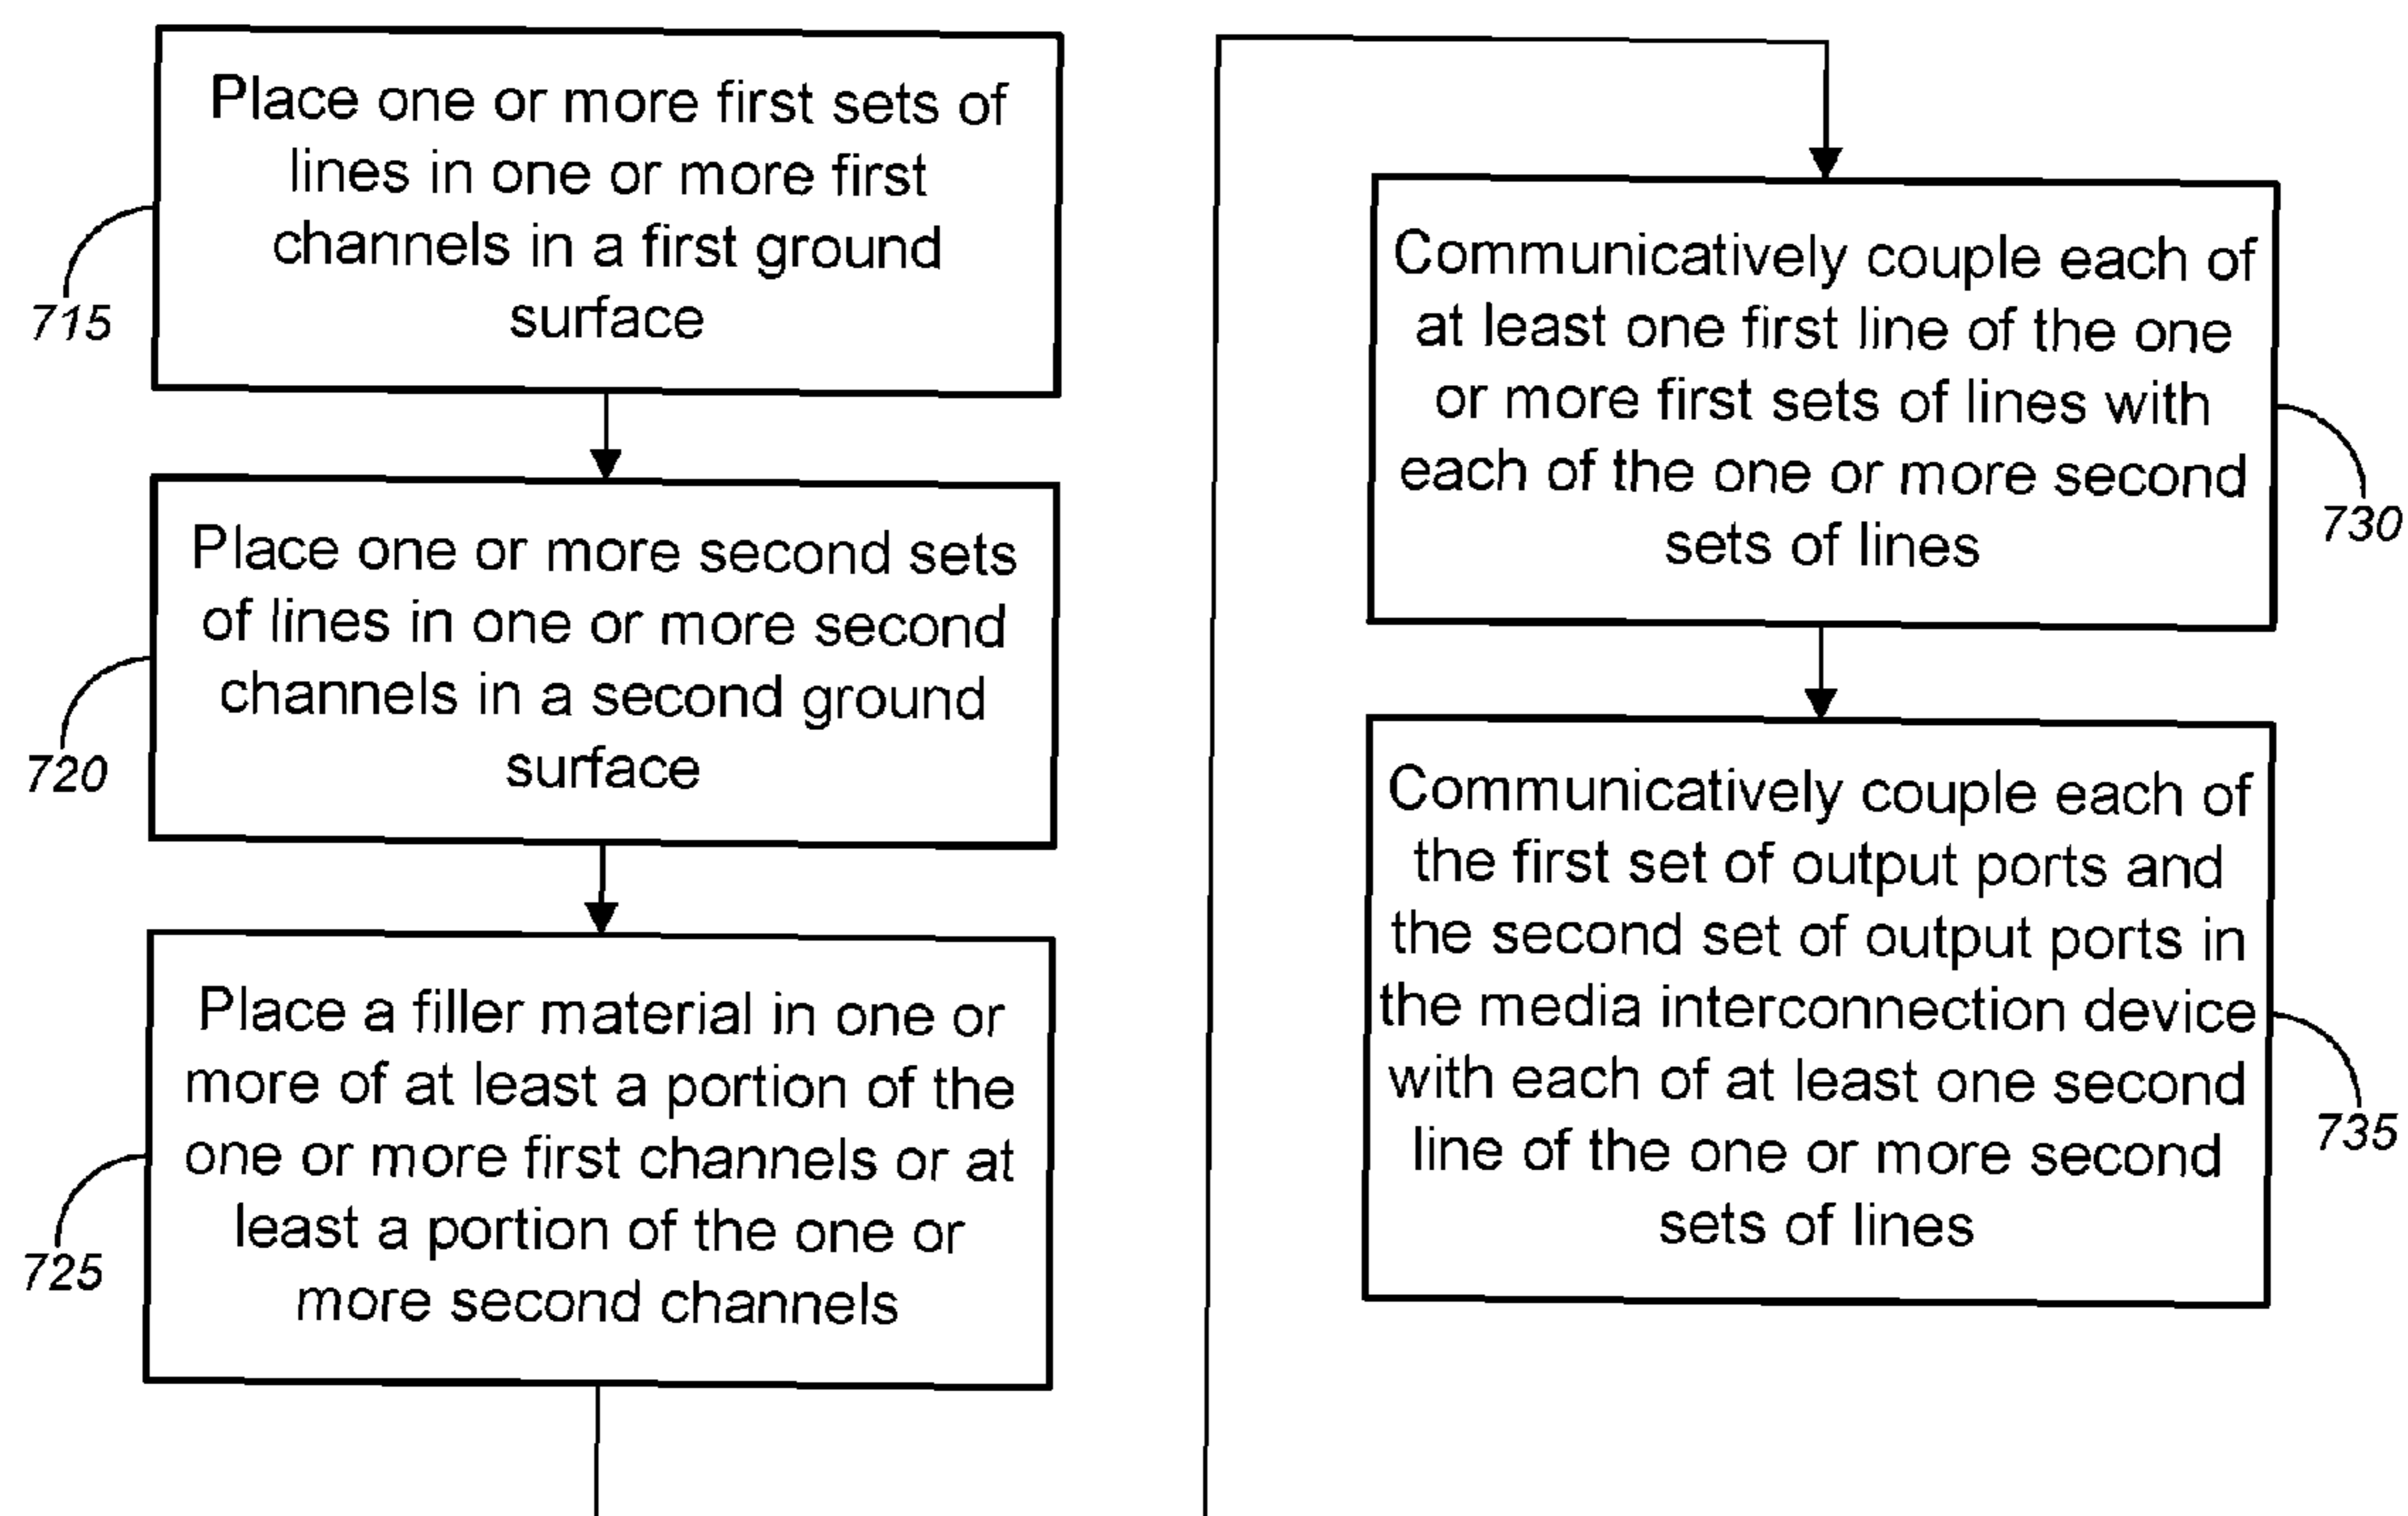 Place one or more first sets of
lines in one or more first
channels in a first ground
surface
715
Place one or more second sets
of lines in one or more second
channels in a second ground
surface
720
Place a filler material in one or
more of at least a portion of the
one or more first channels or at
least a portion of the one or
more second channels
725
Communicatively couple each of
at least one first line of the one
or more first sets of lines with
each of the one or more second
sets of lines
730
Communicatively couple each of
the first set of output ports and
the second set of output ports in
the media interconnection device
with each of at least one second
line of the one or more second
sets of lines
735